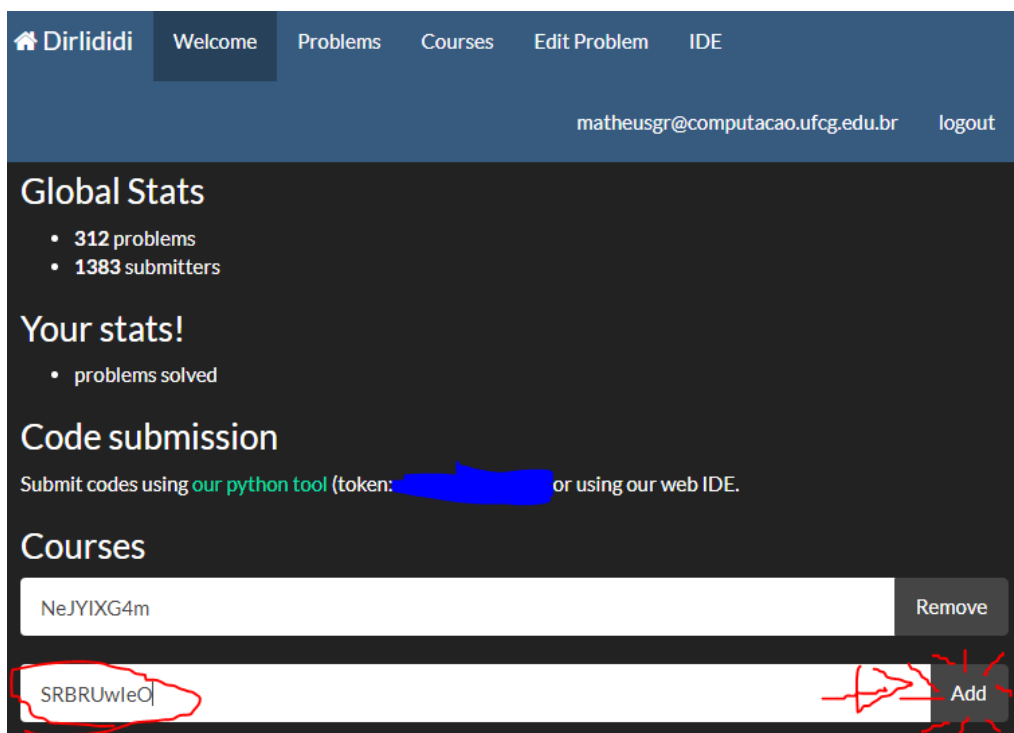 Dirlididi Welcome Problems Courses Edit Problem IDE
matheusgr@computacao.ufcg.edu.br logout
Global Stats
312 problems
1383 submitters
Your stats!
problems solved
Code submission
Submit codes using our python tool (token: or using our web IDE.
Courses
NeJYIXG4m Remove
SRBRUwIeO Add